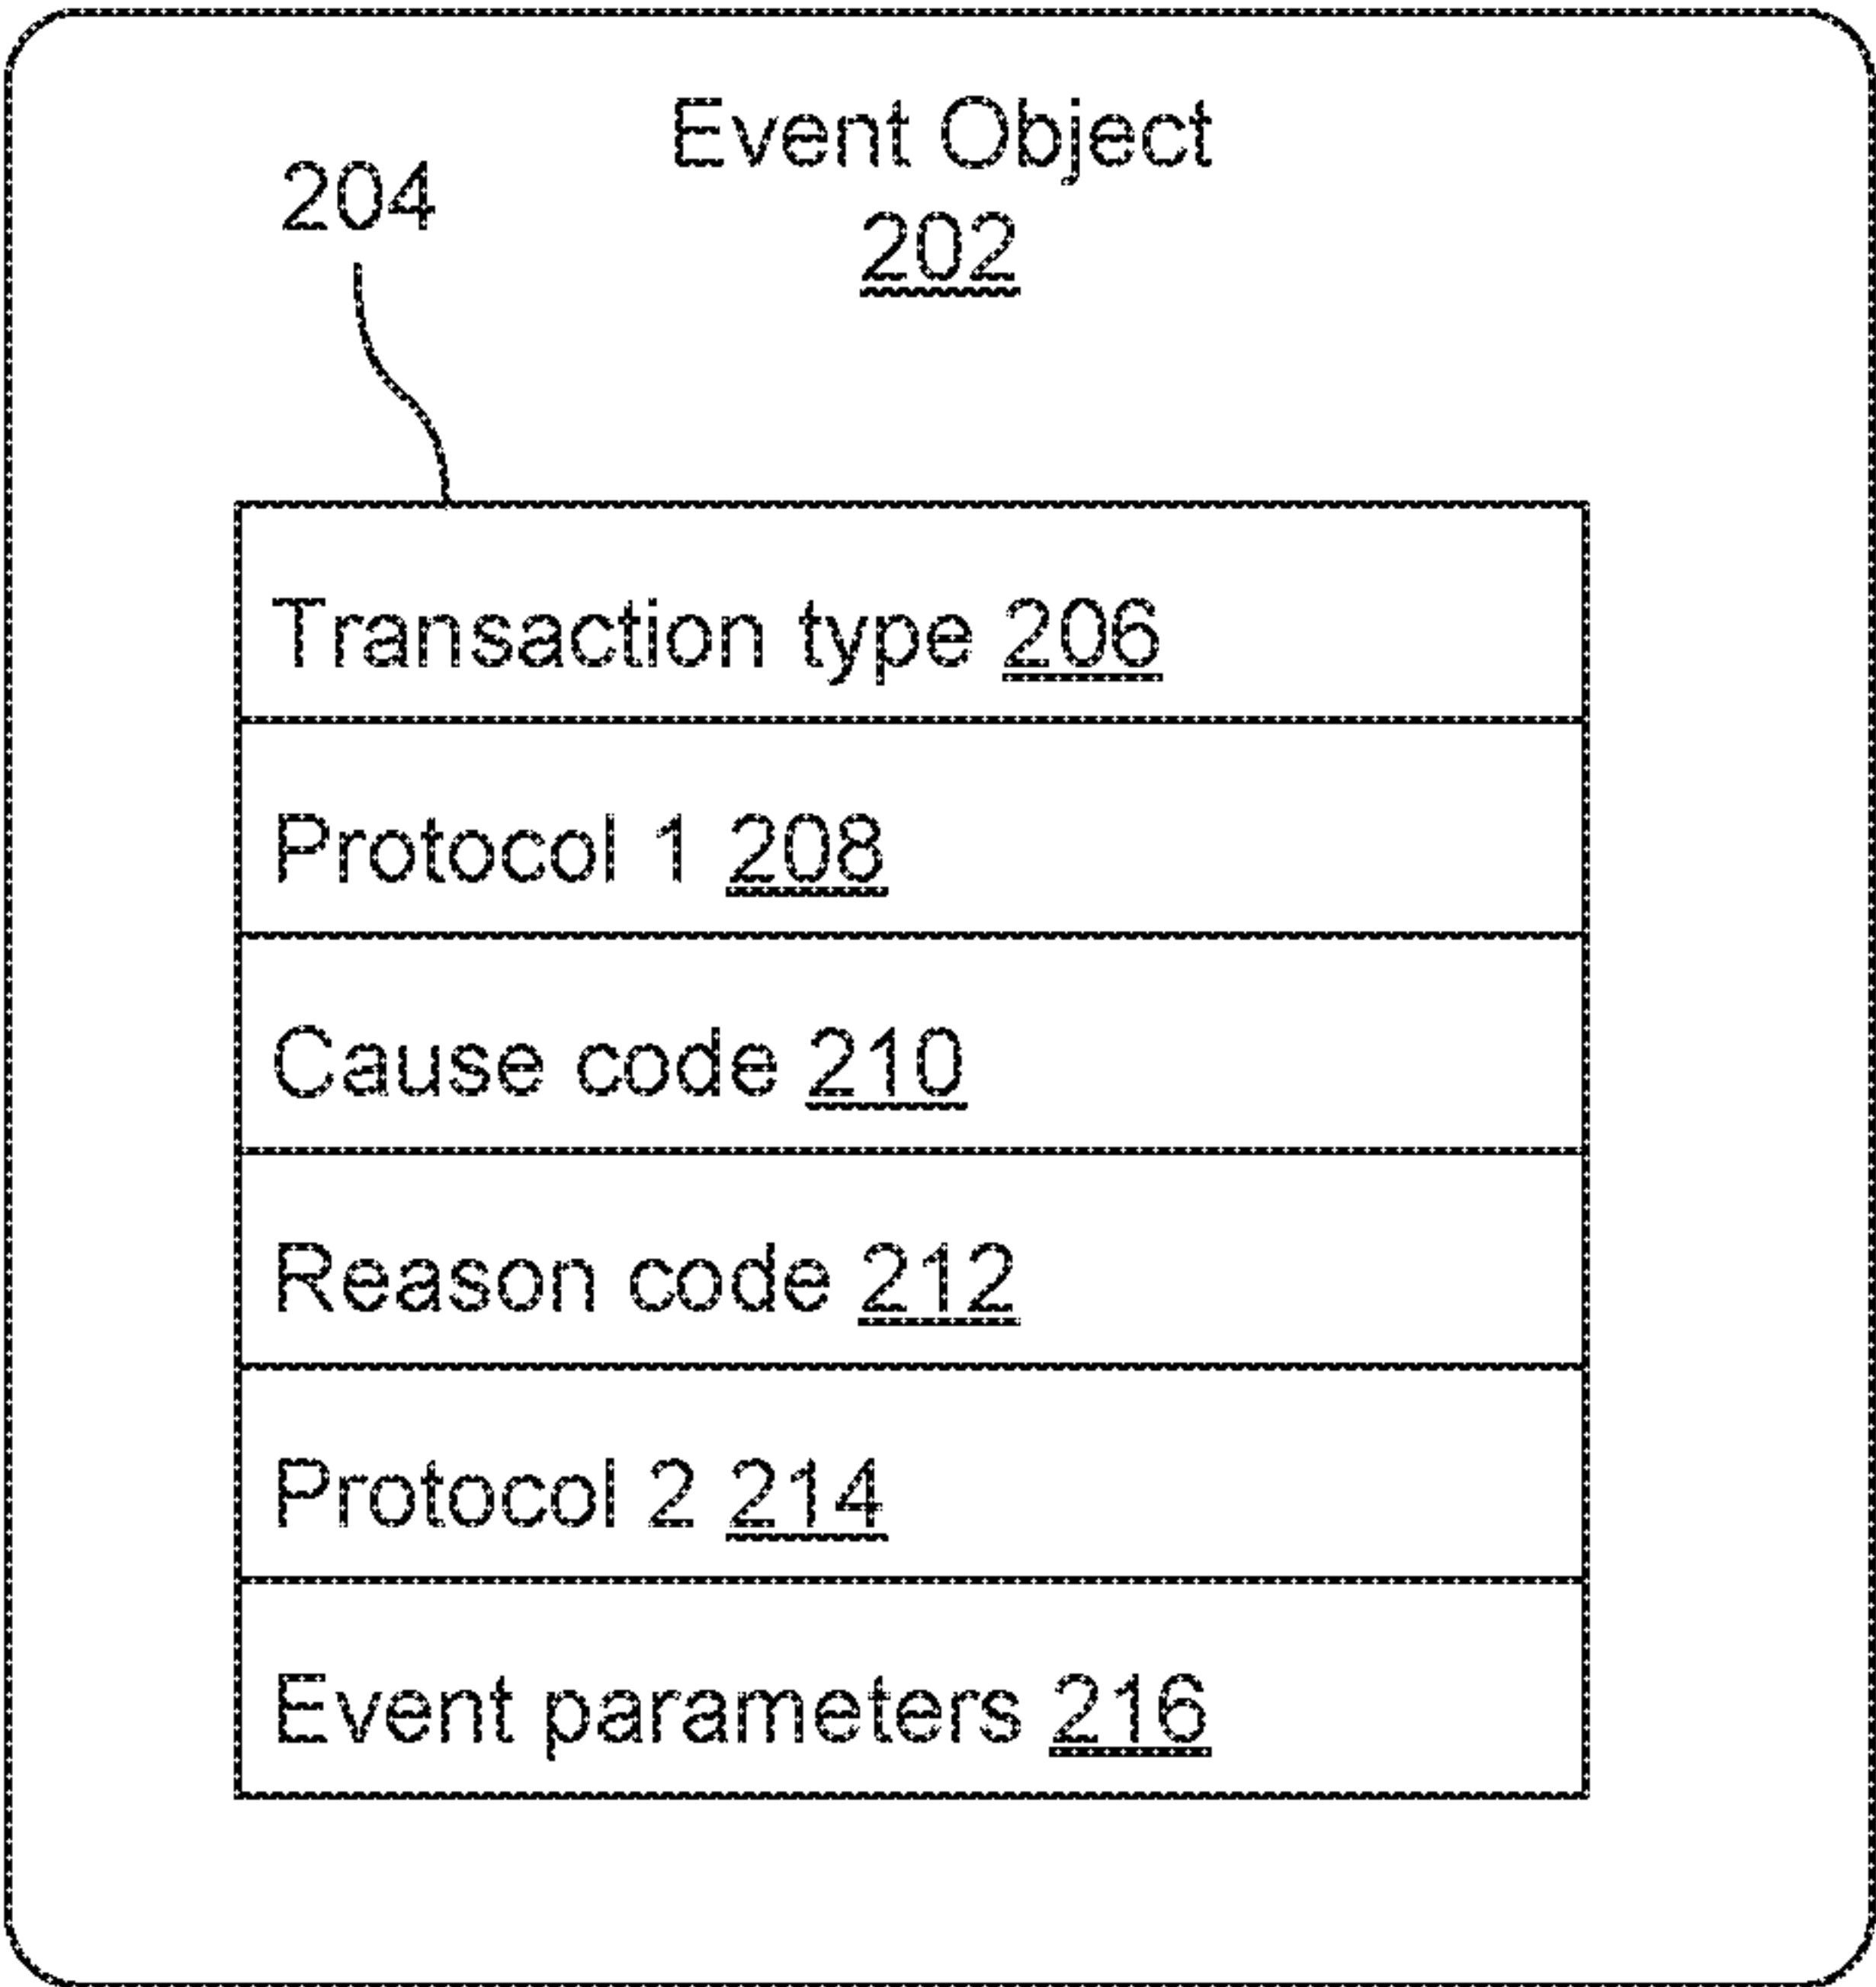 Event Object
202
204
Transaction type 206
Protocol 1 208
Cause code 210
Reason code 212
Protocol 2 214
Event parameters 216